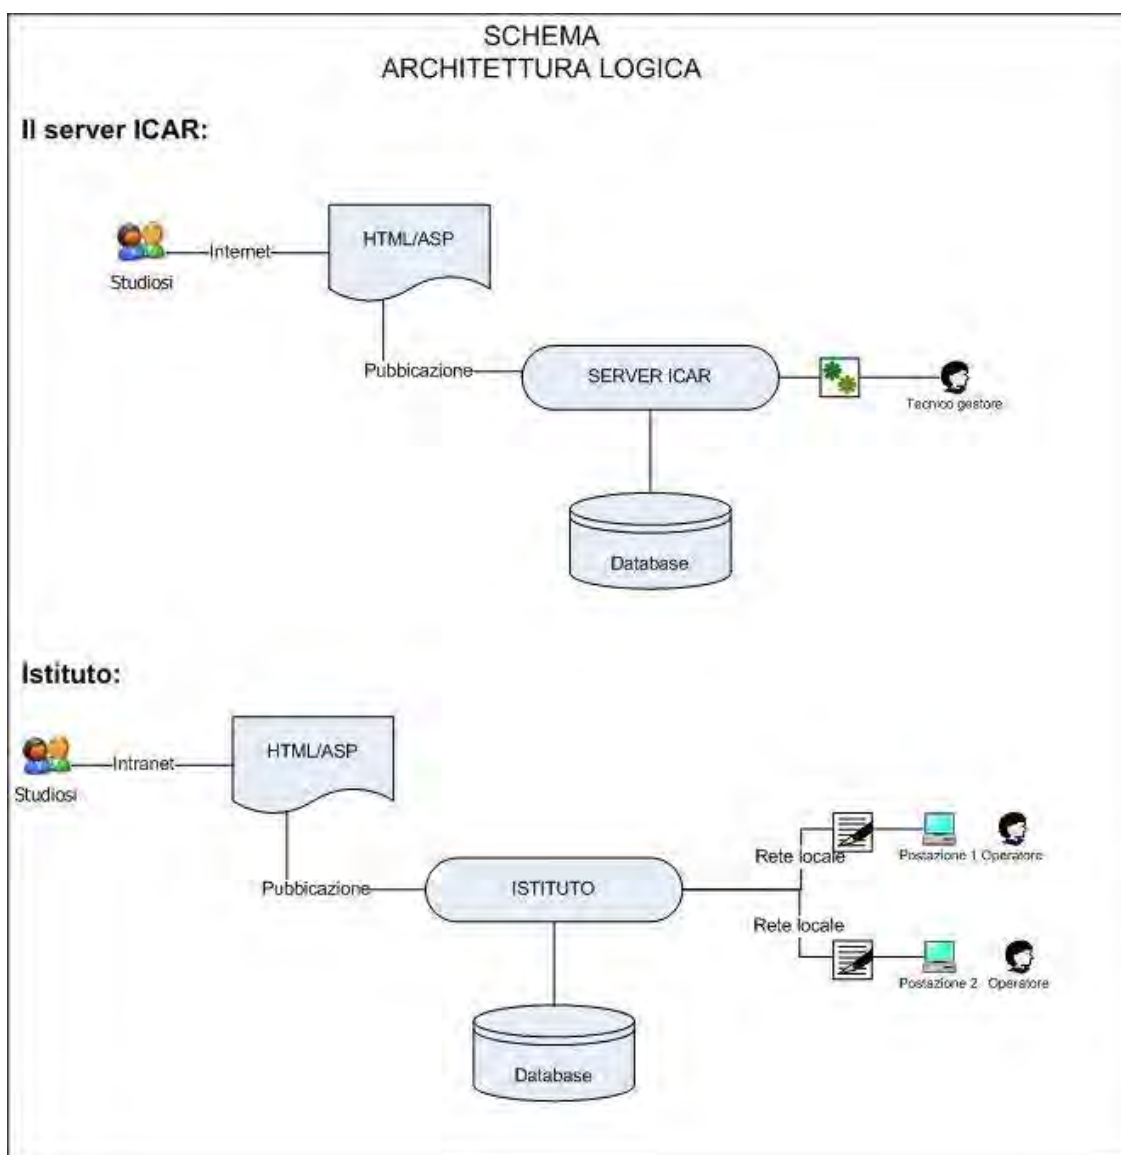 SCHEMA
ARCHITETTURA LOGICA
Il server ICAR:
HTML/ASP
Internet
Studiosi
Pubbicazione
SERVER ICAR
Tecnico gestore
Database
Istituto:
HTML/ASP
Intranet
Studiosi
Rete locale
Postazione 1 Operatore
Pubbicazione
ISTITUTO
Rete locale
Postazione 2 Operatore
Database